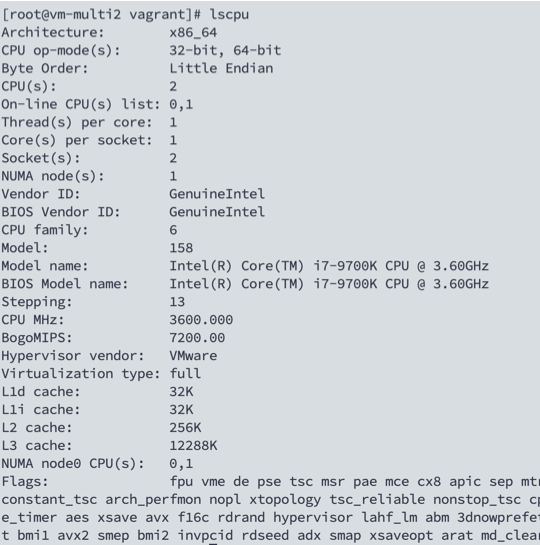 [root@vm-multi2 vagrant]# lscpu
Architecture:        x86_64
CPU op-mode(s):      32-bit, 64-bit
Byte Order:          Little Endian
CPU(s):              2
On-line CPU(s) list: 0,1
Thread(s) per core:  1
Core(s) per socket:  1
Socket(s):           2
NUMA node(s):        1
Vendor ID:           GenuineIntel
BIOS Vendor ID:      GenuineIntel
CPU family:          6
Model:               158
Model name:          Intel(R) Core(TM) i7-9700K CPU @ 3.60GHz
BIOS Model name:     Intel(R) Core(TM) i7-9700K CPU @ 3.60GHz
Stepping:            13
CPU MHz:             3600.000
BogoMIPS:            7200.00
Hypervisor vendor:   VMware
Virtualization type: full
L1d cache:           32K
L1i cache:           32K
L2 cache:            256K
L3 cache:            12288K
NUMA node0 CPU(s):   0,1
Flags:               fpu vme de pse tsc msr pae mce cx8 apic sep
constant_tsc arch_perfmon nopl xtopology tsc_reliable nonstop_tsc
e_timer aes xsave avx f16c rdrand hypervisor lahf_lm abm 3dnowprefe
t bmi1 avx2 smep bmi2 invpcid rdseed adx smap xsaveopt arat md_clea